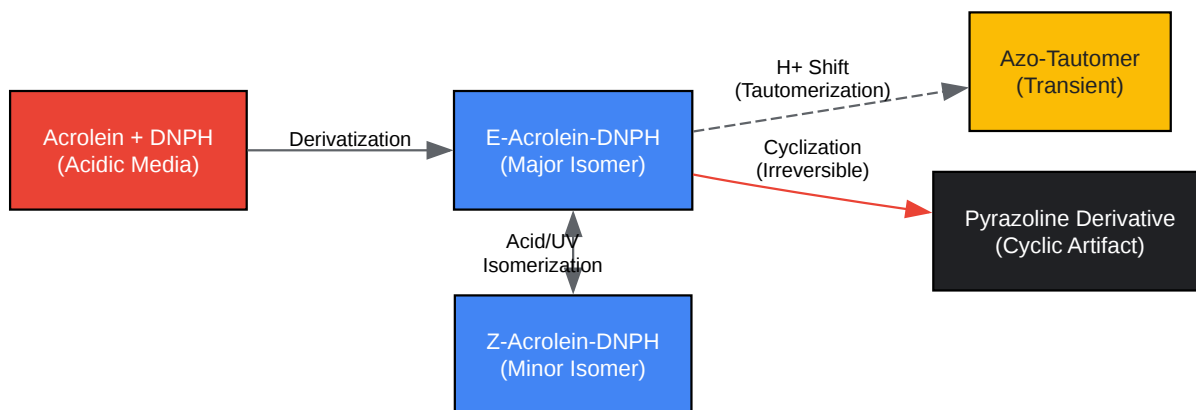 Acrolein + DNPH
(Acidic Media)
Derivatization
E-Acrolein-DNPH
(Major Isomer)
H+ Shift
(Tautomerization)
Azo-Tautomer
(Transient)
Cyclization
(Irreversible)
Pyrazoline Derivative
(Cyclic Artifact)
Acid/UV
Isomerization
Z-Acrolein-DNPH
(Minor Isomer)